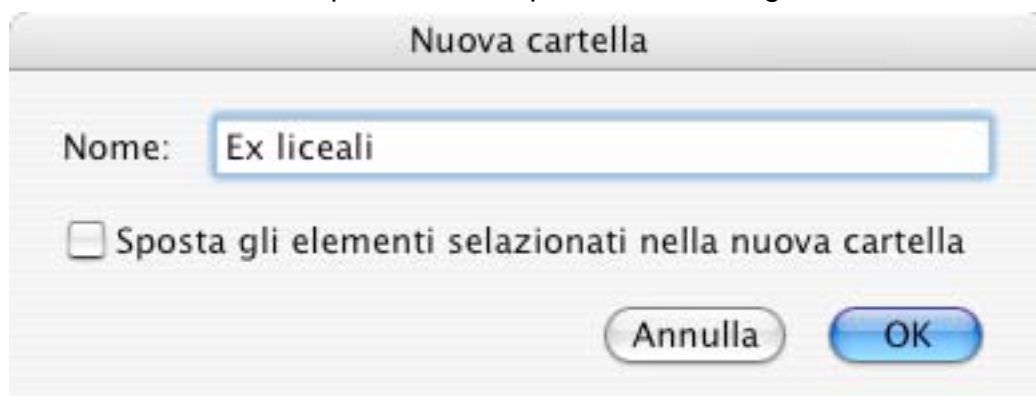 Nuova cartella
Nome: Ex liceali
Sposta gli elementi selazionati nella nuova cartella
Annulla OK